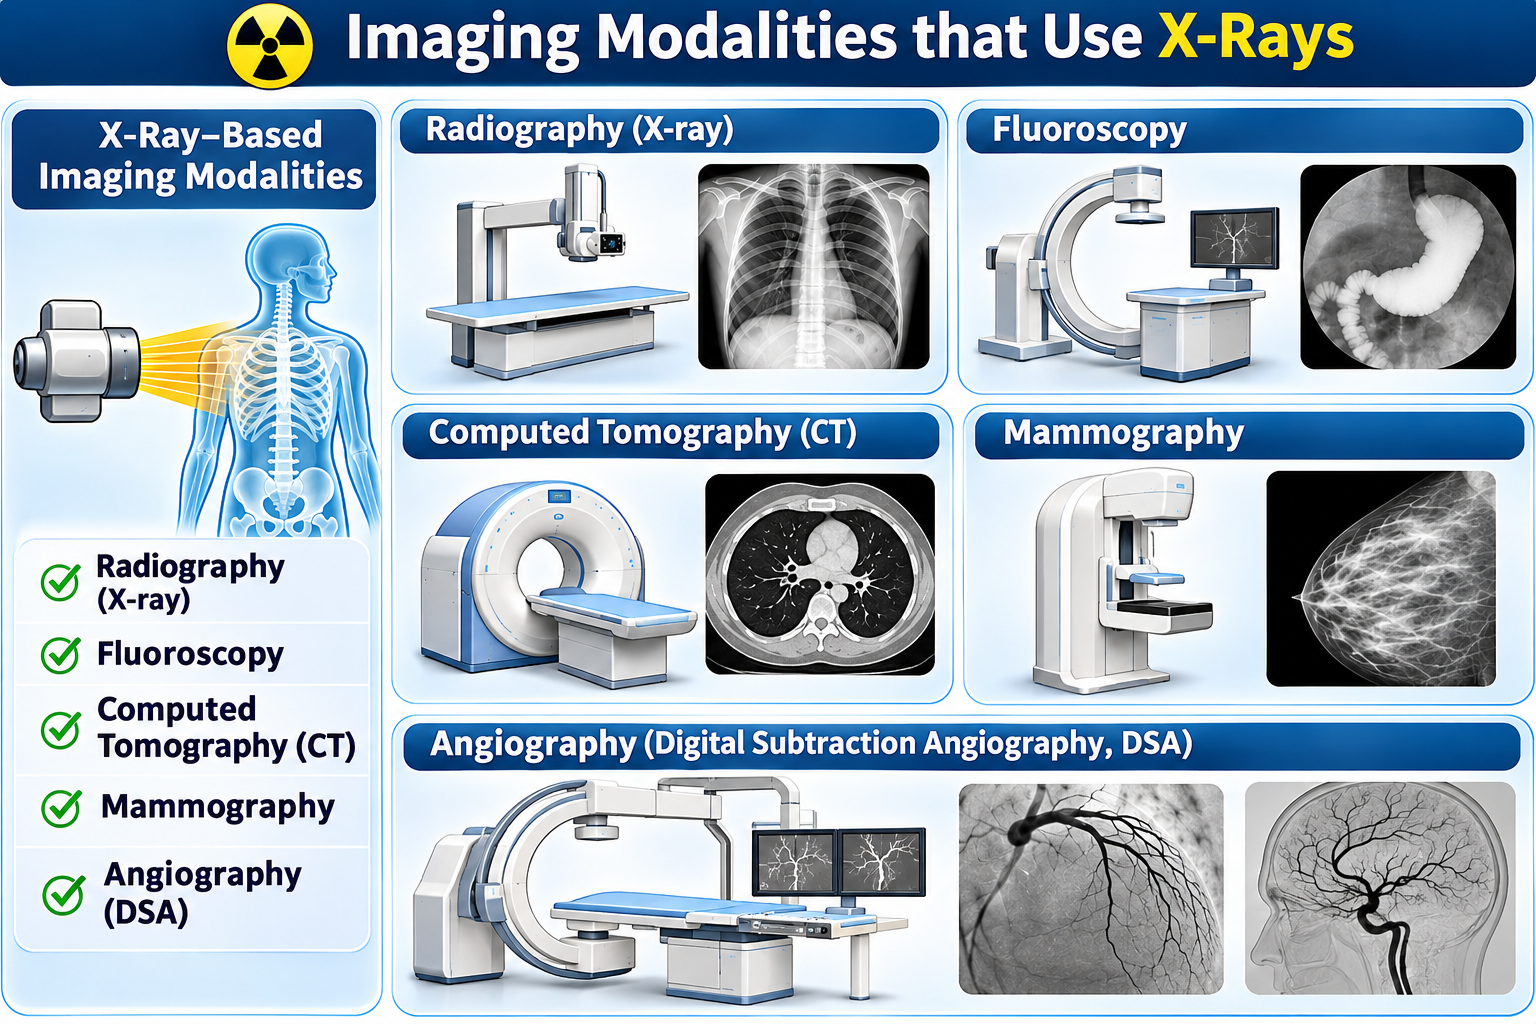 Imaging Modalities that Use X-Rays
X-Ray–Based
Imaging Modalities
Radiography
(X-ray)
Fluoroscopy
Computed
Tomography (CT)
Mammography
Angiography
(DSA)
Radiography (X-ray)
Fluoroscopy
Computed Tomography (CT)
Mammography
Angiography (Digital Subtraction Angiography, DSA)